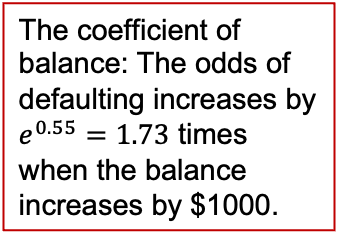 The coefficient of
balance: The odds of
defaulting increases by
𝑒^0.55 = 1.73 times
when the balance
increases by $1000.